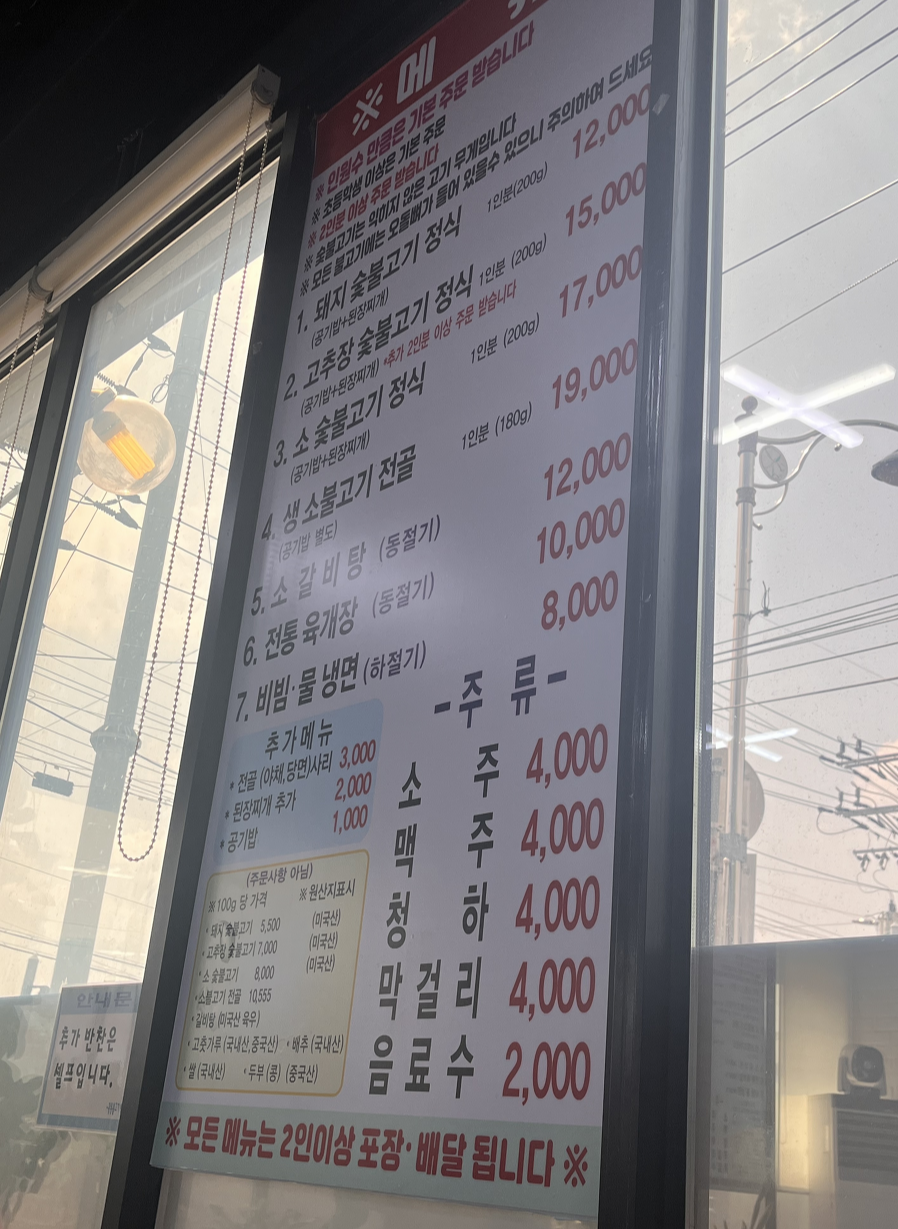 ※ 메
※ 인원수 만큼은 기본 주문 받습니다
※ 초등학생 이상은 기본 주문
※ 2인분 이상 주문 받습니다
※ 숯불고기는 익히지 않은 고기 무게입니다
※ 모든 불고기에는 오돌뼈가 들어 있을수 있으니 주의하여 드세요
1. 돼지 숯불고기 정식 1인분(200g) 12,000
(공기밥+된장찌개)
2. 고추장 숯불고기 정식 1인분 (200g) 15,000
(공기밥+된장찌개) *추가 2인분 이상 주문 받습니다
3. 소 숯불고기 정식 1인분 (200g) 17,000
(공기밥+된장찌개)
4. 생 소불고기 전골 1인분 (180g) 19,000
(공기밥 별도)
5. 소 갈 비 탕 (동절기) 12,000
6. 전통 육개장 (동절기) 10,000
7. 비빔·물 냉면 (하절기) 8,000
추가메뉴
• 전골 (야채,당면)사리 3,000
• 된장찌개 추가 2,000
• 공기밥 1,000
(주문사항 아님)
※100g 당 가격 ※원산지표시
• 돼지 숯불고기 5,500 (미국산)
• 고추장 숯불고기 7,000 (미국산)
• 소 숯불고기 8,000 (미국산)
• 소불고기 전골 10,555
• 갈비탕 (미국산 육우)
• 고춧가루 (국내산,중국산) • 배추 (국내산)
• 쌀 (국내산) • 두부 (콩) (중국산)
-주 류-
소 주 4,000
맥 주 4,000
청 하 4,000
막 걸 리 4,000
음 료 수 2,000
※ 모든 메뉴는 2인이상 포장·배달 됩니다 ※
안내문
추가 반찬은
셀프입니다.